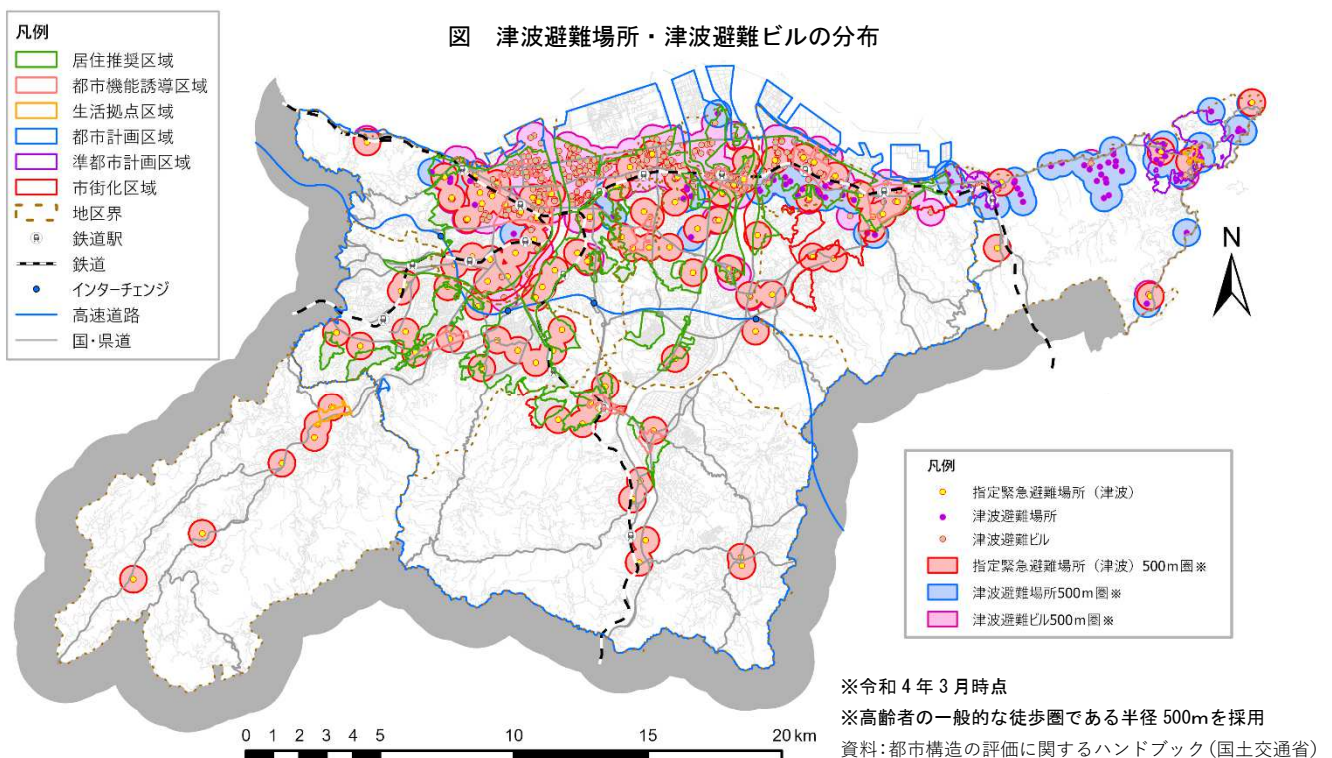 図 津波避難場所・津波避難ビルの分布
凡例
居住推奨区域
都市機能誘導区域
生活拠点区域
都市計画区域
準都市計画区域
市街化区域
地区界
鉄道駅
鉄道
インターチェンジ
高速道路
国・県道
N
凡例
指定緊急避難場所（津波）
津波避難場所
津波避難ビル
指定緊急避難場所（津波）500m圏※
津波避難場所500m圏※
津波避難ビル500m圏※
※令和4年3月時点
※高齢者の一般的な徒歩圏である半径500mを採用
資料：都市構造の評価に関するハンドブック（国土交通省）
0 1 2 3 4 5 10 15 20 km